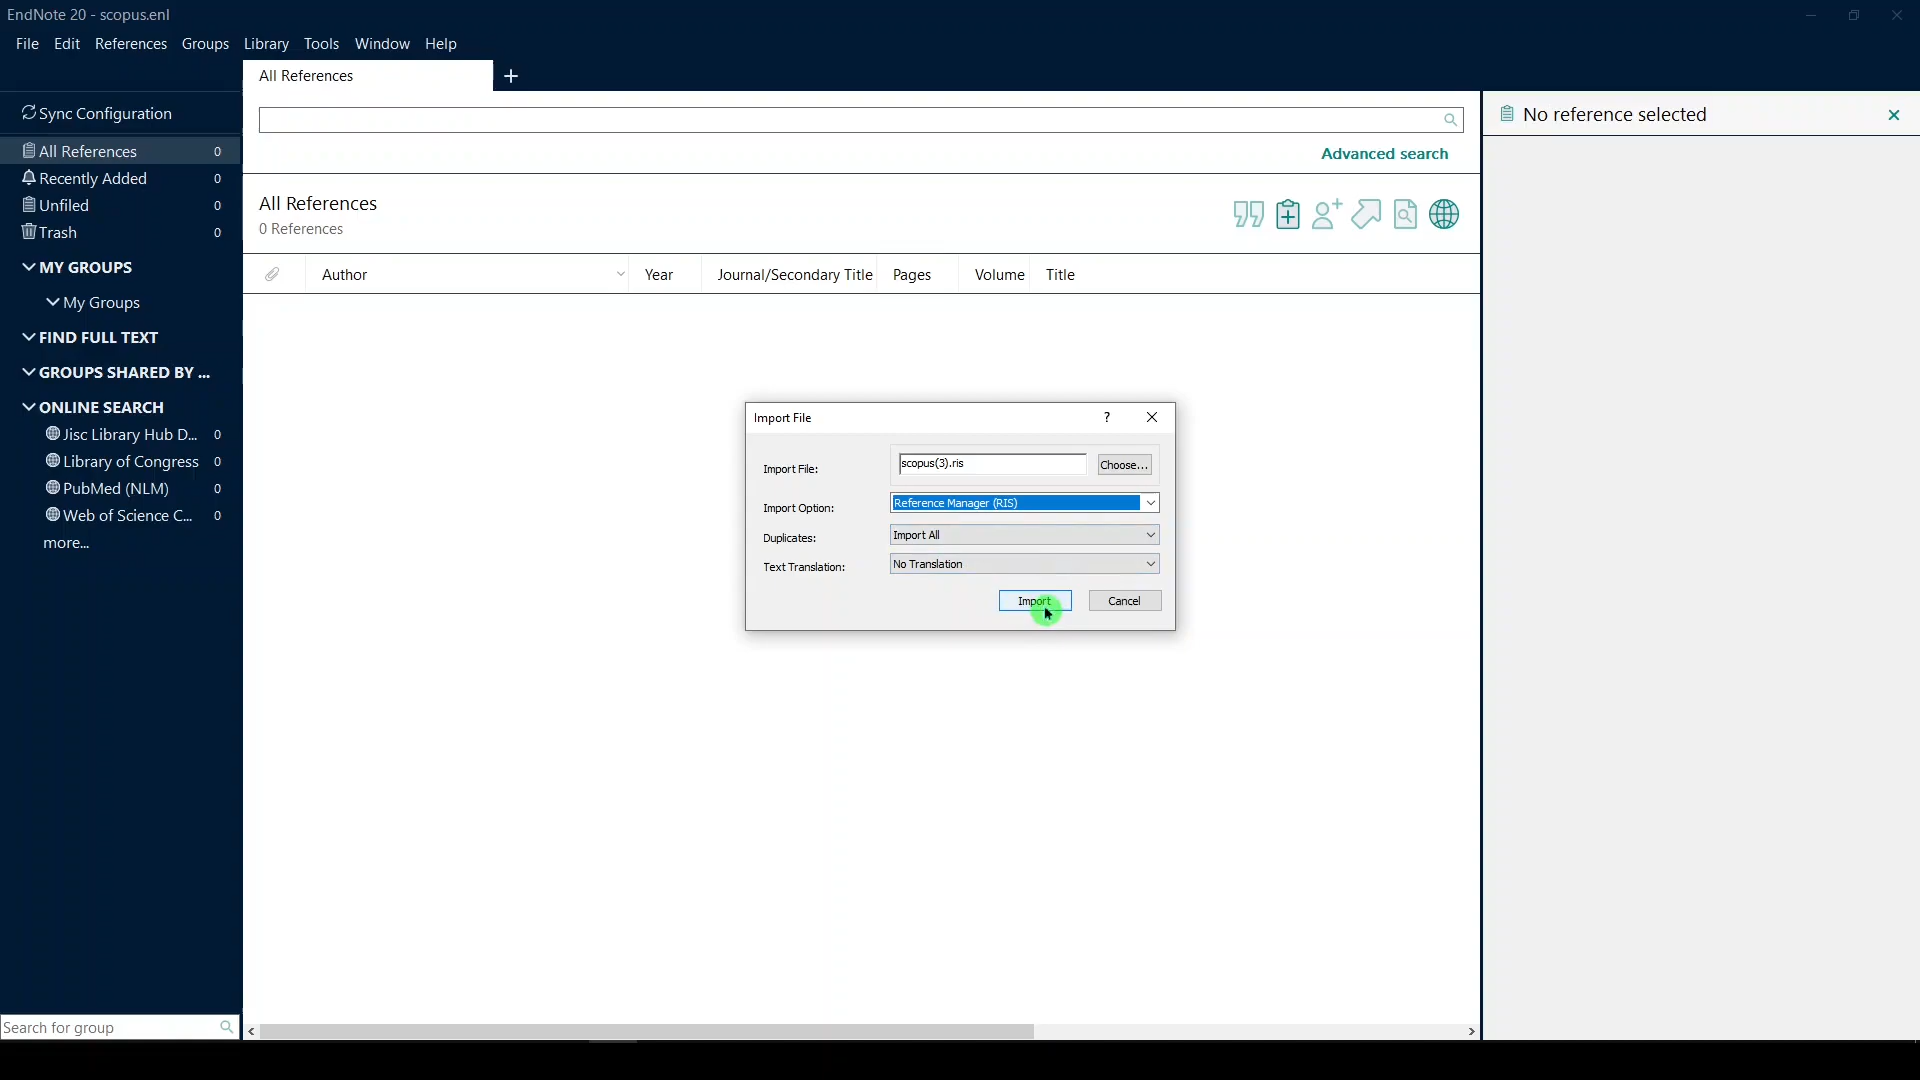 EndNote 20 - scopus.enl
File Edit References Groups Library Tools Window Help
All References
Sync Configuration
All References 0
Recently Added 0
Unfiled 0
Trash 0
MY GROUPS
My Groups
FIND FULL TEXT
GROUPS SHARED BY ...
ONLINE SEARCH
Jisc Library Hub D... 0
Library of Congress 0
PubMed (NLM) 0
Web of Science C... 0
more...
Search for group
Advanced search
All References
0 References
Author Year Journal/Secondary Title Pages Volume Title
Import File ?
Import File: scopus(3).ris Choose...
Import Option: Reference Manager (RIS)
Duplicates: Import All
Text Translation: No Translation
Import Cancel
No reference selected